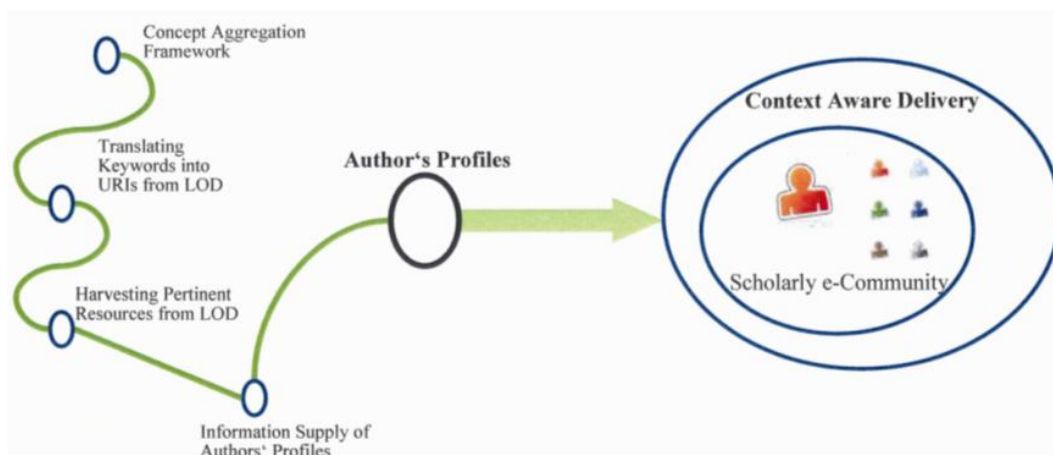 Concept Aggregation
Framework
Translating
Keywords into
URIs from LOD
Harvesting Pertinent
Resources from LOD
Information Supply of
Authors‘ Profiles
Author‘s Profiles
Context Aware Delivery
Scholarly e-Community